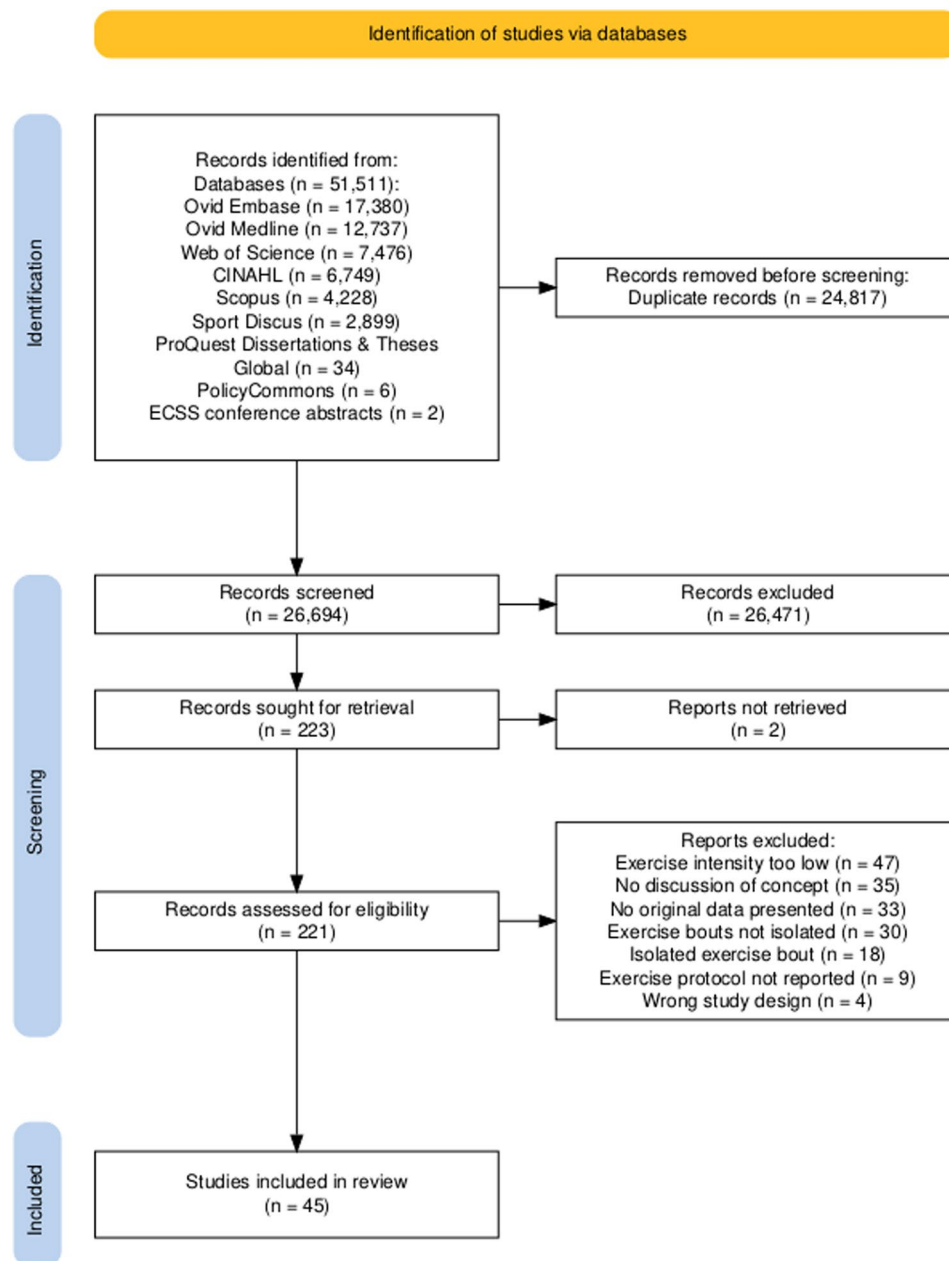 Identification of studies via databases
Identification
Records identified from:
Databases (n = 51,511):
Ovid Embase (n = 17,380)
Ovid Medline (n = 12,737)
Web of Science (n = 7,476)
CINAHL (n = 6,749)
Scopus (n = 4,228)
Sport Discus (n = 2,899)
ProQuest Dissertations & Theses
Global (n = 34)
PolicyCommons (n = 6)
ECSS conference abstracts (n = 2)
Records removed before screening:
Duplicate records (n = 24,817)
Screening
Records screened
(n = 26,694)
Records excluded
(n = 26,471)
Records sought for retrieval
(n = 223)
Reports not retrieved
(n = 2)
Records assessed for eligibility
(n = 221)
Reports excluded:
Exercise intensity too low (n = 47)
No discussion of concept (n = 35)
No original data presented (n = 33)
Exercise bouts not isolated (n = 30)
Isolated exercise bout (n = 18)
Exercise protocol not reported (n = 9)
Wrong study design (n = 4)
Included
Studies included in review
(n = 45)